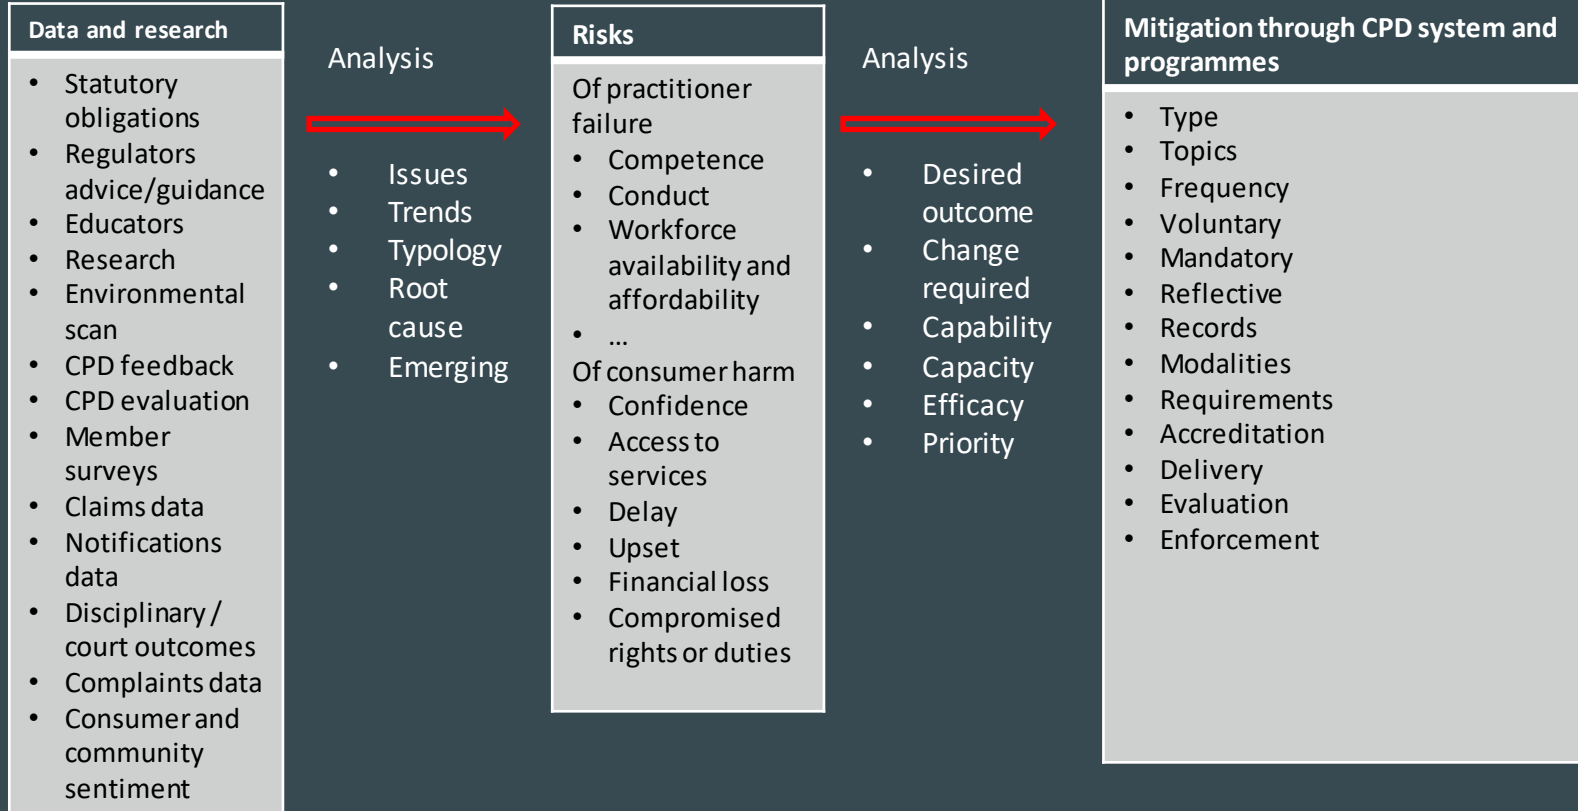 Data and research
• Statutory
obligations
• Regulators
advice/guidance
• Educators
• Research
• Environmental
scan
• CPD feedback
• CPD evaluation
• Member
surveys
• Claims data
• Notifications
data
• Disciplinary /
court outcomes
• Complaints data
• Consumer and
community
sentiment
Analysis
• Issues
• Trends
• Typology
• Root
cause
• Emerging
Risks
Of practitioner
failure
• Competence
• Conduct
• Workforce
availability and
affordability
• …
Of consumer harm
• Confidence
• Access to
services
• Delay
• Upset
• Financial loss
• Compromised
rights or duties
Analysis
• Desired
outcome
• Change
required
• Capability
• Capacity
• Efficacy
• Priority
Mitigation through CPD system and
programmes
• Type
• Topics
• Frequency
• Voluntary
• Mandatory
• Reflective
• Records
• Modalities
• Requirements
• Accreditation
• Delivery
• Evaluation
• Enforcement